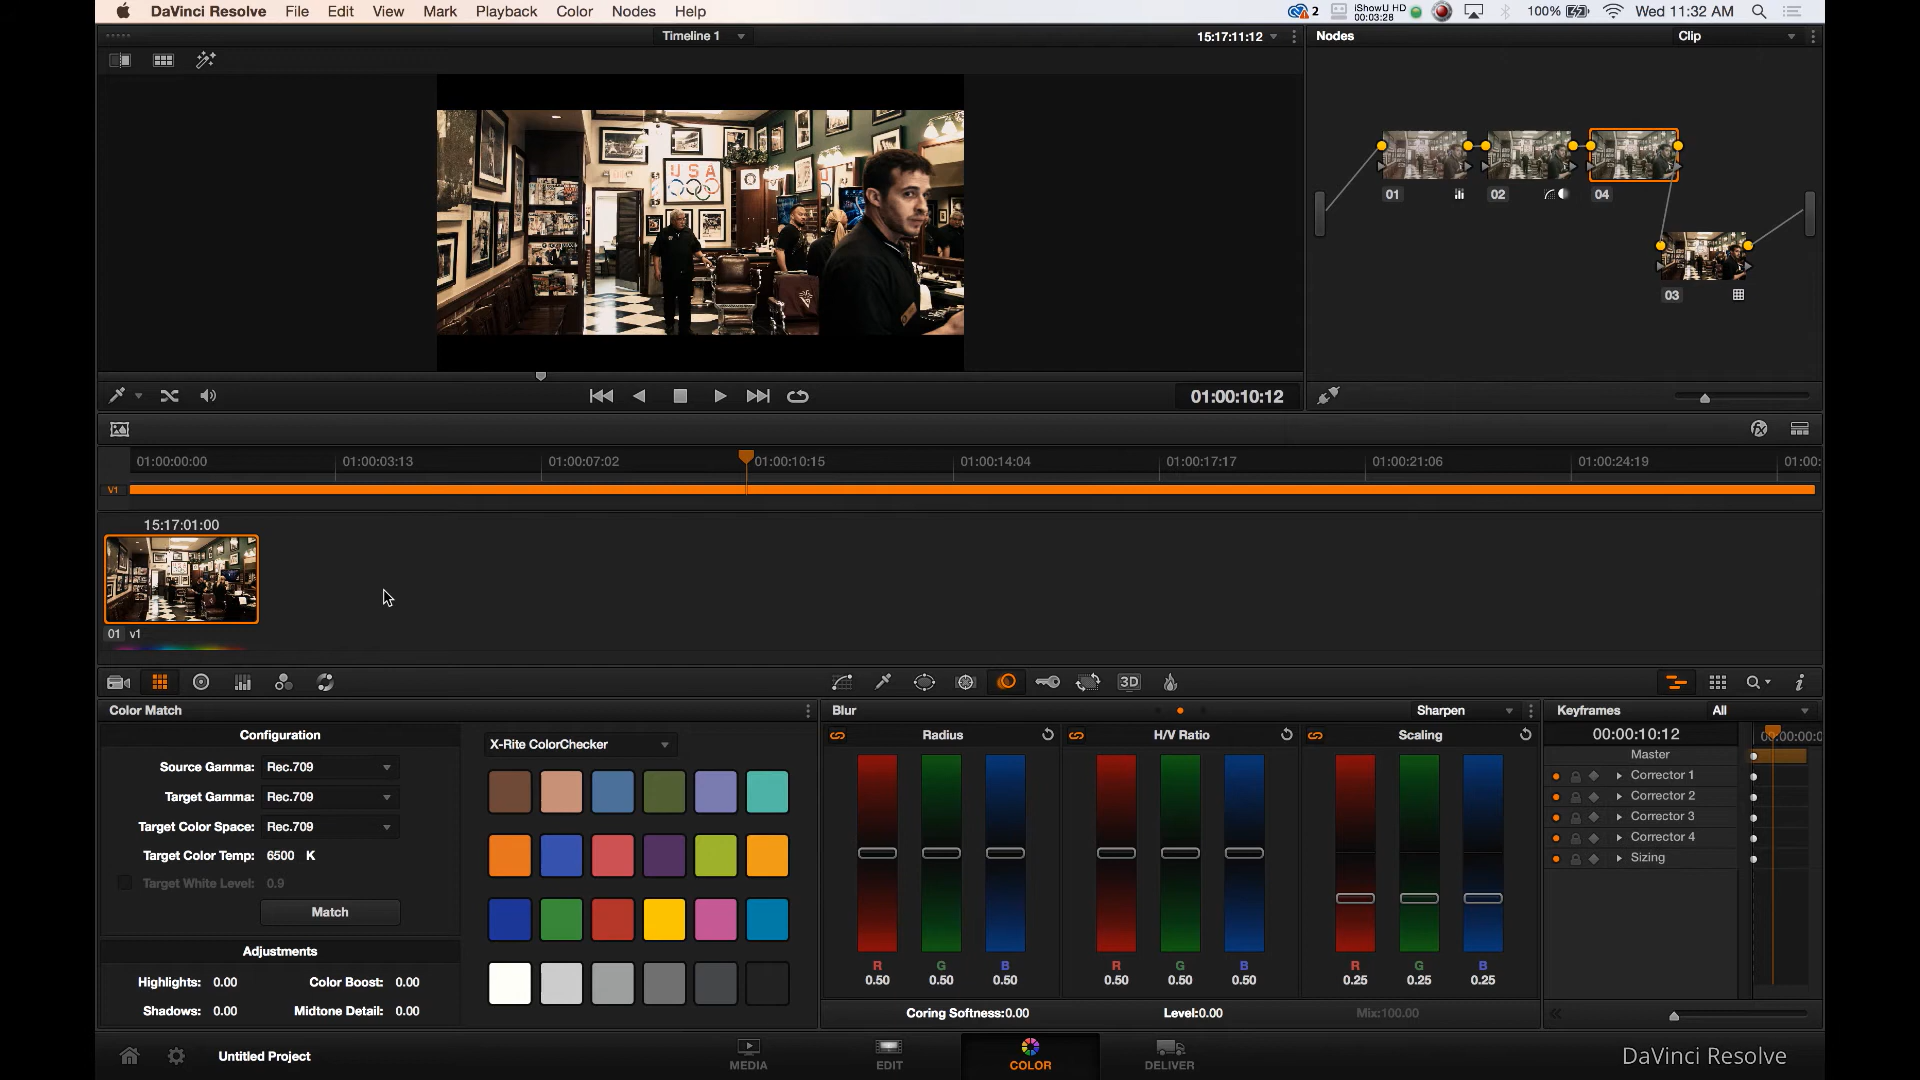 DaVinci Resolve File Edit View Mark Playback Color Nodes Help 2 iShowU HD 00:03:28 100% Wed 11:32 AM
Timeline 1 15:17:11:12 Nodes Clip
USA
01 02 04
03
01:00:10:12
01:00:00:00 01:00:03:13 01:00:07:02 01:00:10:15 01:00:14:04 01:00:17:17 01:00:21:06 01:00:24:19 01:00:
V1
15:17:01:00
01 v1
3D
Color Match Blur Sharpen Keyframes All
Configuration X-Rite ColorChecker Radius H/V Ratio Scaling 00:00:10:12
Source Gamma: Rec.709 Master
Target Gamma: Rec.709 Corrector 1
Target Color Space: Rec.709 Corrector 2
Target Color Temp: 6500 K Corrector 3
Target White Level: 0.9 Corrector 4
Match Sizing
Adjustments R G B R G B R G B
Highlights: 0.00 Color Boost: 0.00 0.50 0.50 0.50 0.50 0.50 0.50 0.25 0.25 0.25
Shadows: 0.00 Midtone Detail: 0.00 Coring Softness:0.00 Level:0.00 Mix:100.00
Untitled Project MEDIA EDIT COLOR DELIVER DaVinci Resolve